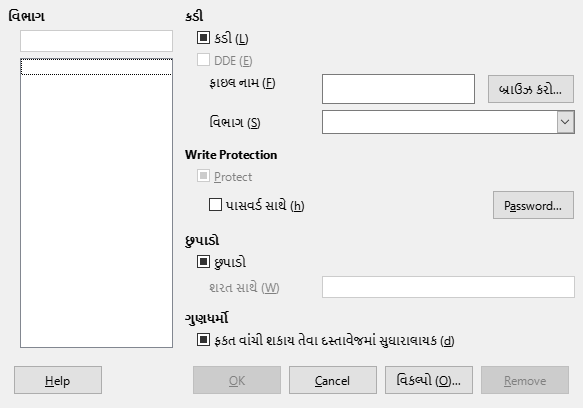 વિભાગ
કડી
કડી (L)
DDE (E)
ફાઇલ નામ (F)
બ્રાઉઝ કરો...
વિભાગ (S)
Write Protection
Protect
પાસવર્ડ સાથે (h)
Password...
છુપાડો
છુપાડો
શરત સાથે (W)
ગુણધર્મો
ફકત વાંચી શકાય તેવા દસ્તાવેજમાં સુધારાલાયક (d)
Help
OK
Cancel
વિકલ્પો (O)...
Remove